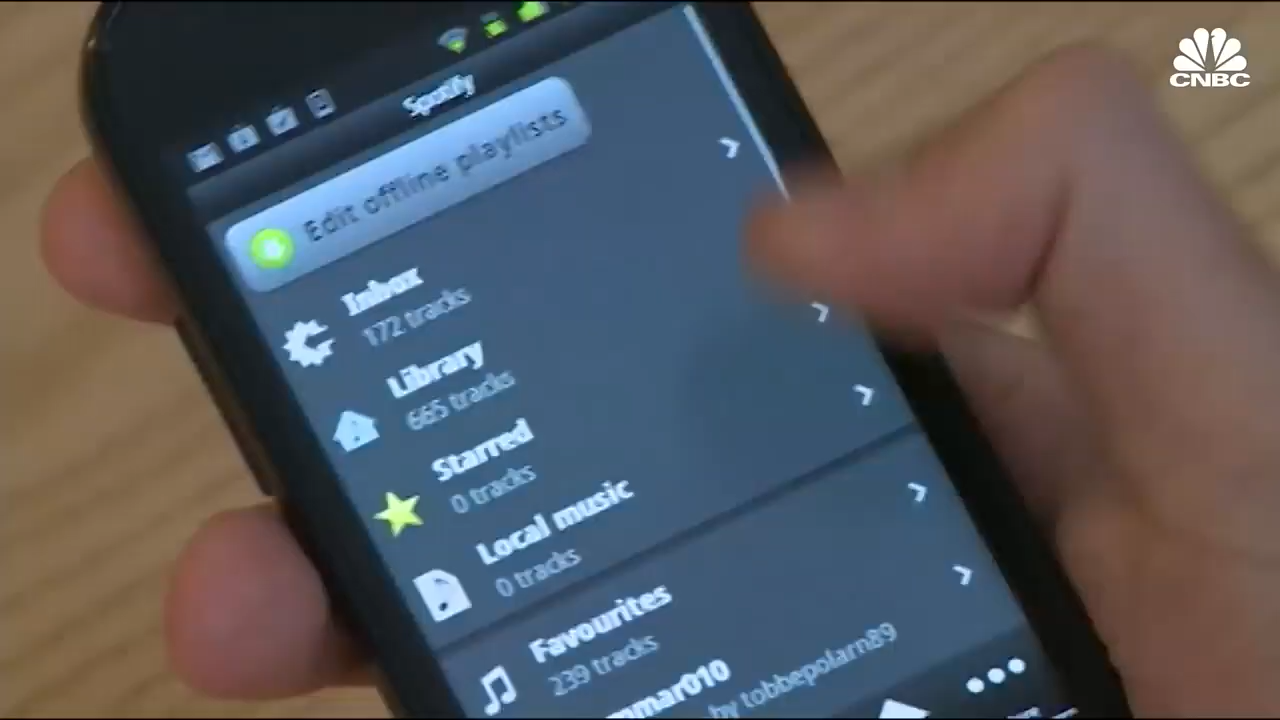 CNBC
Spotify
Edit offline playlists
Inbox
172 tracks
Library
665 tracks
Starred
0 tracks
Local music
0 tracks
Favourites
239 tracks
by tobbepolarn89